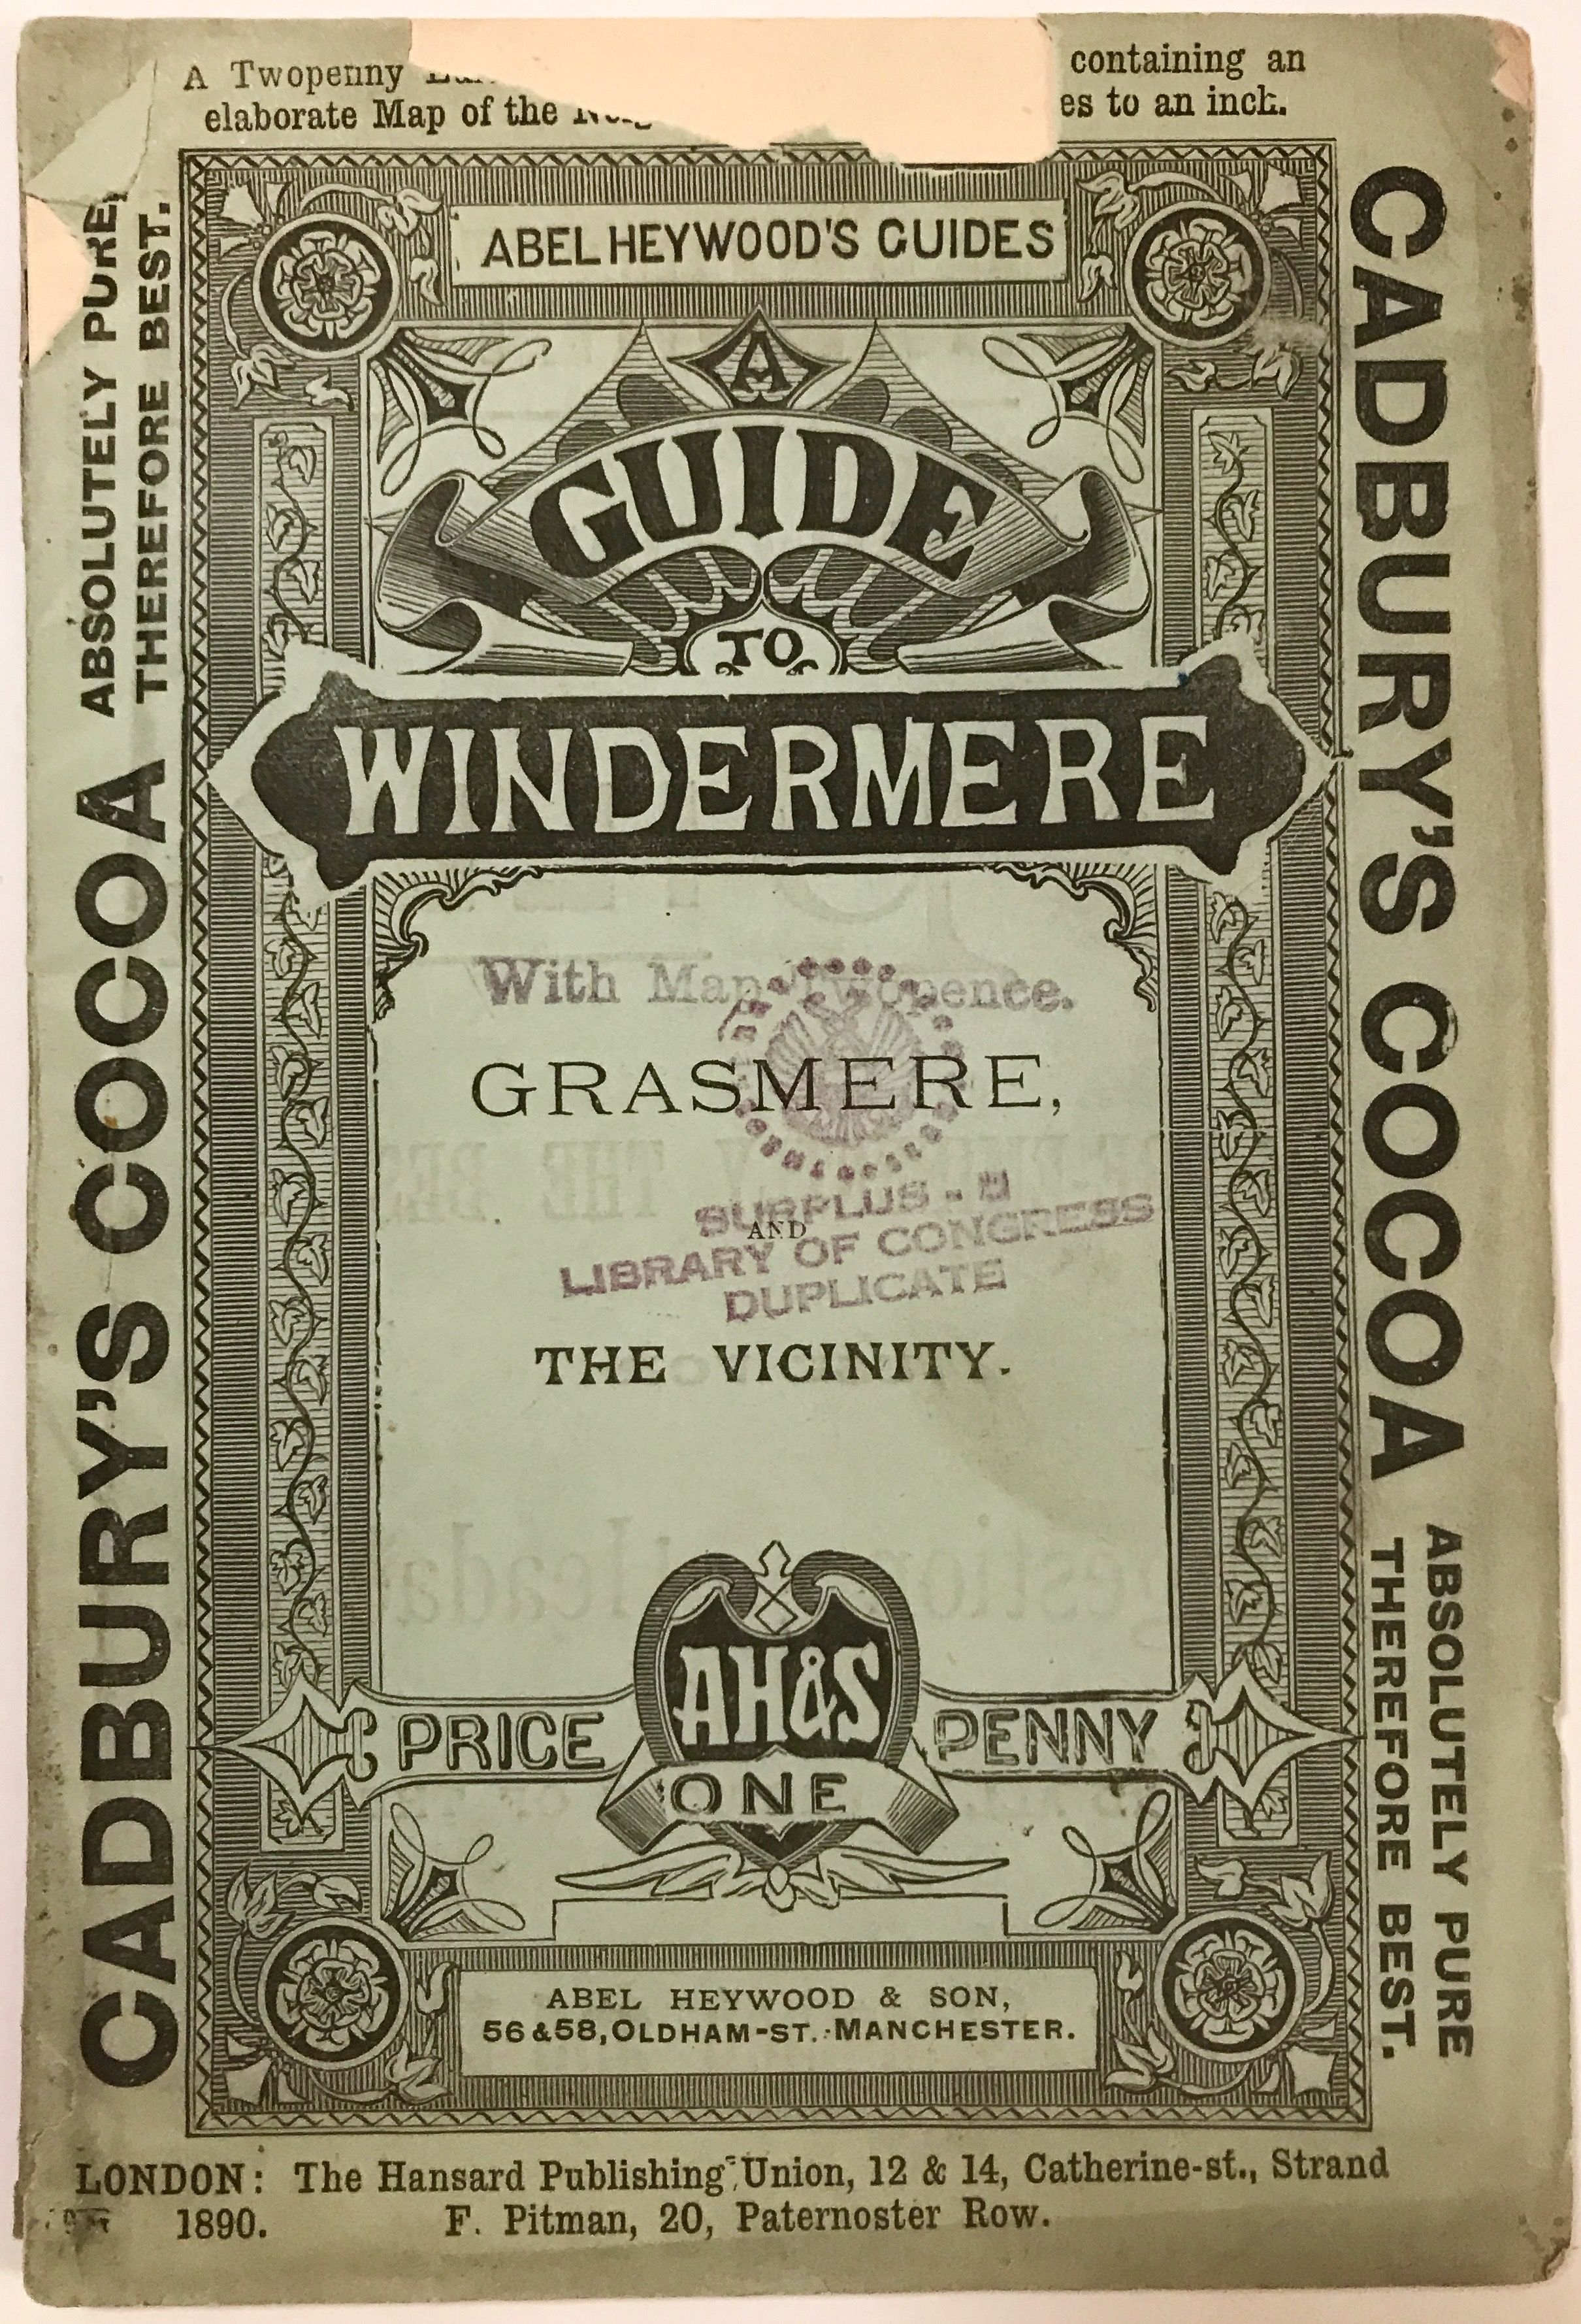 A Twopenny containing an
elaborate Map of the es to an inch.
ABEL HEYWOOD'S GUIDES
A
GUIDE
TO
WINDERMERE
With Map Twopence.
GRASMERE,
AND
THE VICINITY.
SURPLUS -
LIBRARY OF CONGRESS
DUPLICATE
AH&S
PRICE
ONE
PENNY
ABEL HEYWOOD & SON,
56 & 58, OLDHAM-ST. MANCHESTER.
LONDON: The Hansard Publishing Union, 12 & 14, Catherine-st., Strand
1890. F. Pitman, 20, Paternoster Row.
CADBURY'S COCOA
ABSOLUTELY PURE,
THEREFORE BEST.
CADBURY'S COCOA
ABSOLUTELY PURE
THEREFORE BEST.